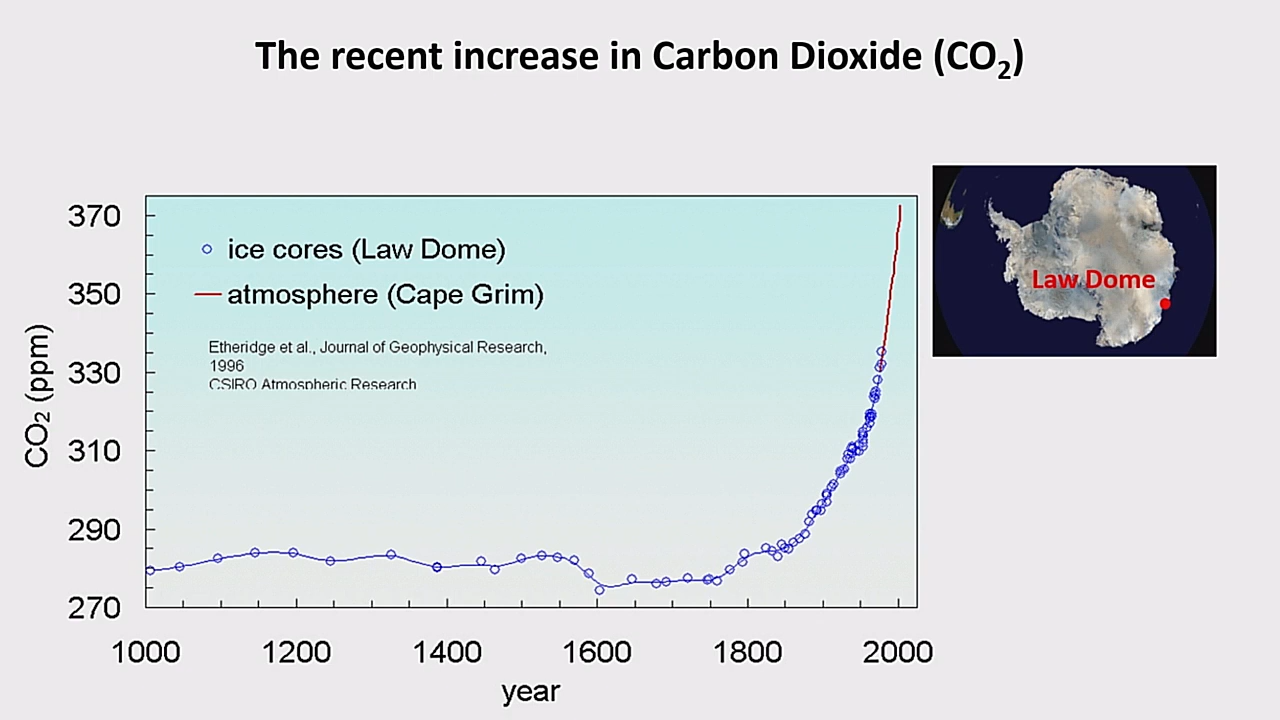 The recent increase in Carbon Dioxide (CO₂)
370
350
330
310
290
270
CO₂ (ppm)
ice cores (Law Dome)
atmosphere (Cape Grim)
Etheridge et al., Journal of Geophysical Research,
1996
CSIRO Atmospheric Research
1000 1200 1400 1600 1800 2000
year
Law Dome